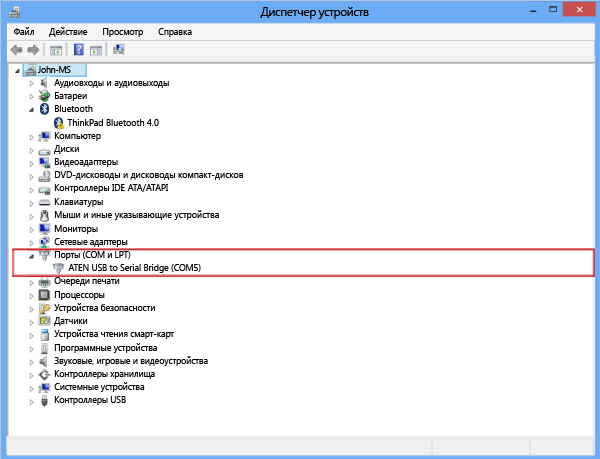 Диспетчер устройств
Файл Действие Просмотр Справка
John-MS
Аудиовходы и аудиовыходы
Батареи
Bluetooth
ThinkPad Bluetooth 4.0
Компьютер
Диски
Видеоадаптеры
DVD-дисководы и дисководы компакт-дисков
Контроллеры IDE ATA/ATAPI
Клавиатуры
Мыши и иные указывающие устройства
Мониторы
Сетевые адаптеры
Порты (COM и LPT)
ATEN USB to Serial Bridge (COM5)
Очереди печати
Процессоры
Устройства безопасности
Датчики
Устройства чтения смарт-карт
Программные устройства
Звуковые, игровые и видеоустройства
Контроллеры хранилища
Системные устройства
Контроллеры USB